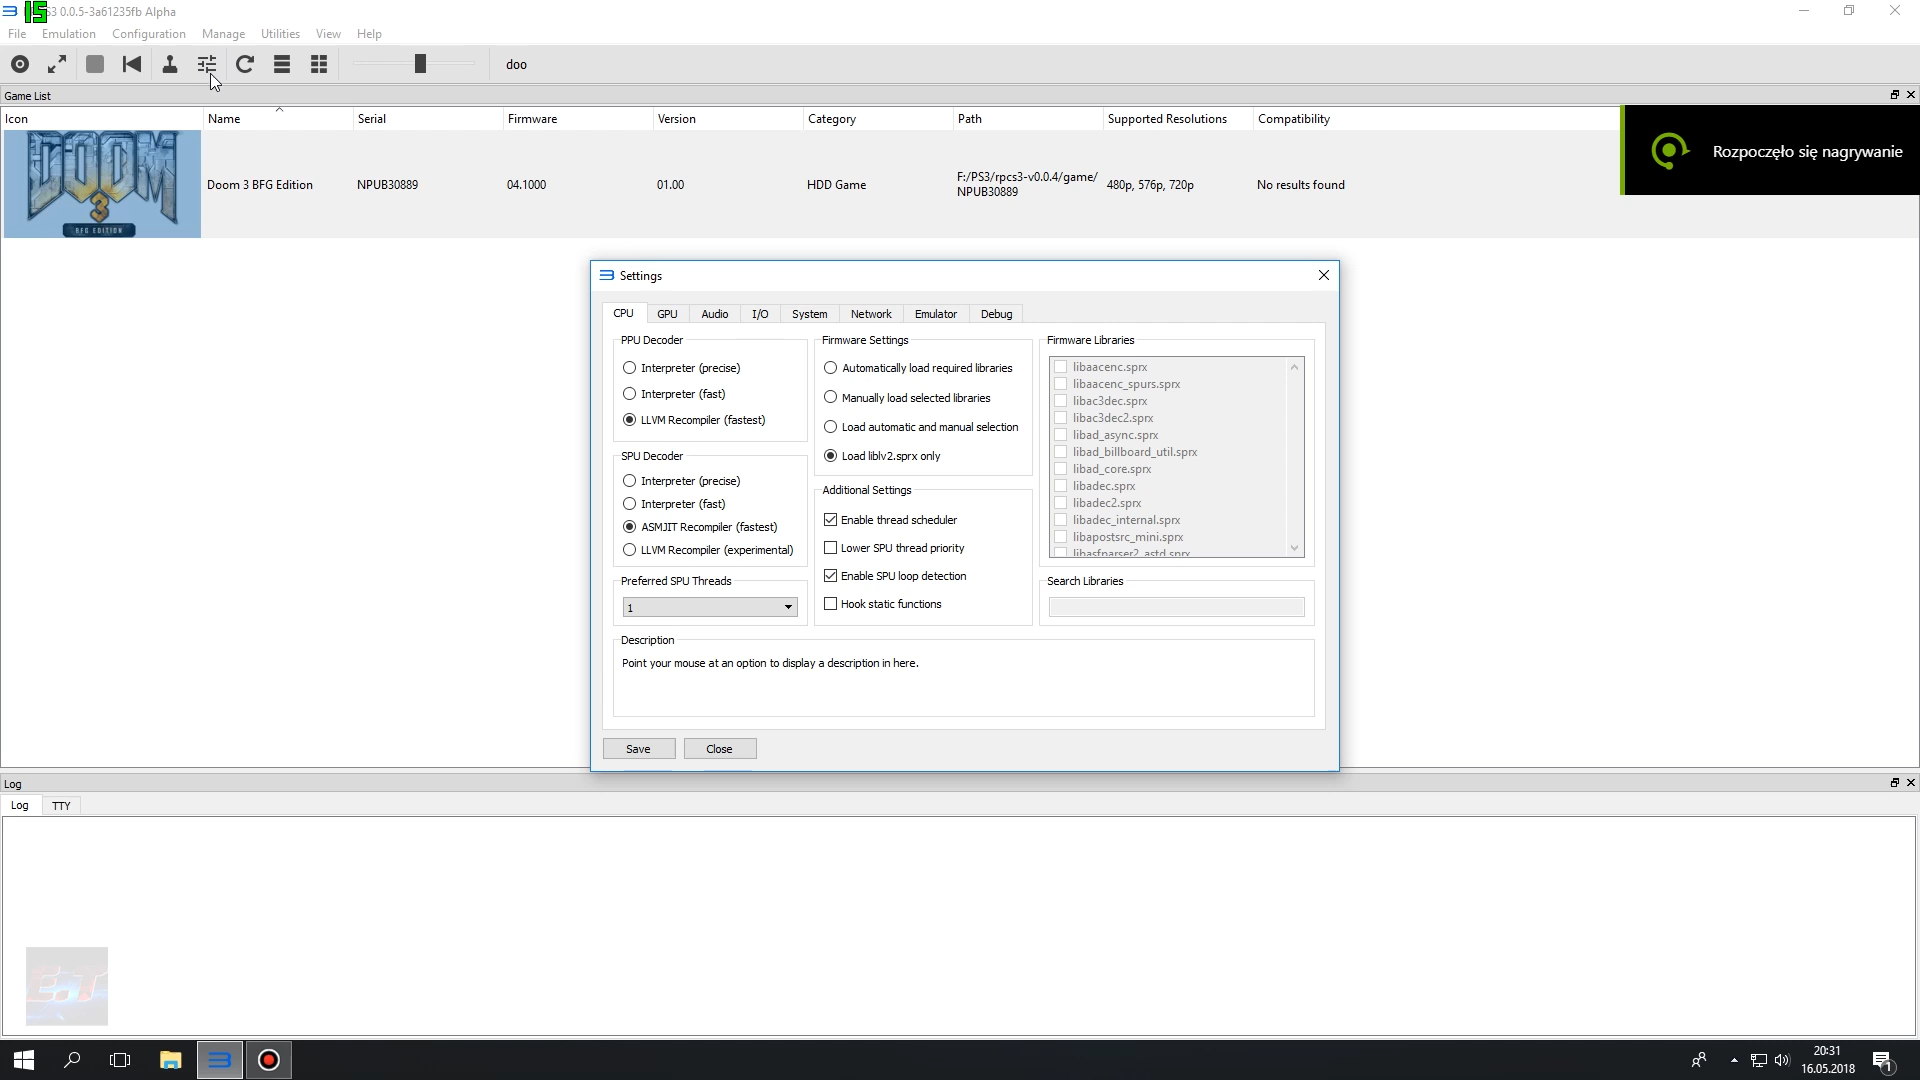 15
S3 0.0.5-3a61235fb Alpha
File Emulation Configuration Manage Utilities View Help
doo
Game List
Icon Name Serial Firmware Version Category Path Supported Resolutions Compatibility
DOOM
3
BFG EDITION
Doom 3 BFG Edition NPUB30889 04.1000 01.00 HDD Game F:/PS3/rpcs3-v0.0.4/game/
NPUB30889 480p, 576p, 720p No results found
Rozpoczęło się nagrywanie
Settings
CPU GPU Audio I/O System Network Emulator Debug
PPU Decoder
Interpreter (precise)
Interpreter (fast)
LLVM Recompiler (fastest)
SPU Decoder
Interpreter (precise)
Interpreter (fast)
ASMJIT Recompiler (fastest)
LLVM Recompiler (experimental)
Preferred SPU Threads
1
Firmware Settings
Automatically load required libraries
Manually load selected libraries
Load automatic and manual selection
Load liblv2.sprx only
Additional Settings
Enable thread scheduler
Lower SPU thread priority
Enable SPU loop detection
Hook static functions
Firmware Libraries
libaacenc.sprx
libaacenc_spurs.sprx
libac3dec.sprx
libac3dec2.sprx
libad_async.sprx
libad_billboard_util.sprx
libad_core.sprx
libadec.sprx
libadec2.sprx
libadec_internal.sprx
libapostsrc_mini.sprx
libasfparser2_astd.sprx
Search Libraries
Description
Point your mouse at an option to display a description in here.
Save Close
Log
Log TTY
E.T
20:31
16.05.2018
1